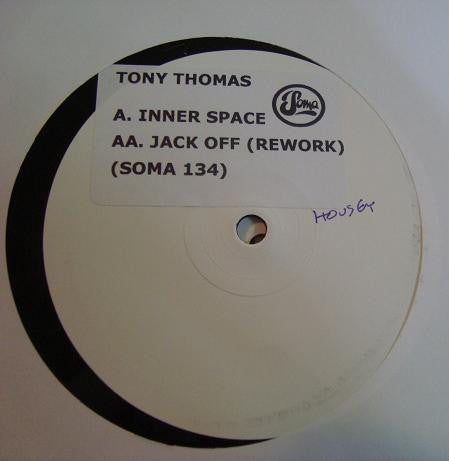 TONY THOMAS
Soma
A. INNER SPACE
AA. JACK OFF (REWORK)
(SOMA 134)
HOUSEY